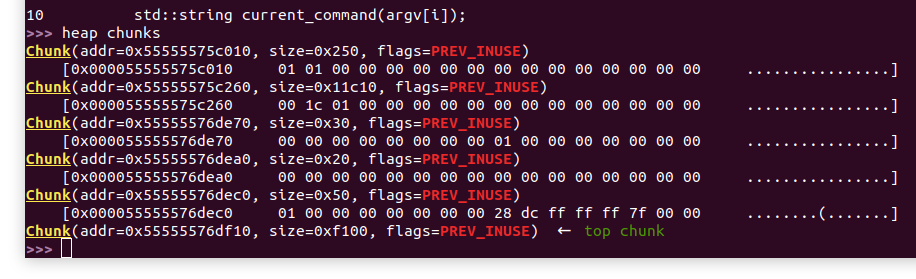 10          std::string current_command(argv[i]);
>>> heap chunks
Chunk(addr=0x55555575c010, size=0x250, flags=PREV_INUSE)
    [0x000055555575c010     01 01 00 00 00 00 00 00 00 00 00 00 00 00 00 00     ................]
Chunk(addr=0x55555575c260, size=0x11c10, flags=PREV_INUSE)
    [0x000055555575c260     00 1c 01 00 00 00 00 00 00 00 00 00 00 00 00 00     ................]
Chunk(addr=0x55555576de70, size=0x30, flags=PREV_INUSE)
    [0x000055555576de70     00 00 00 00 00 00 00 00 01 00 00 00 00 00 00 00     ................]
Chunk(addr=0x55555576dea0, size=0x20, flags=PREV_INUSE)
    [0x000055555576dea0     00 00 00 00 00 00 00 00 00 00 00 00 00 00 00 00     ................]
Chunk(addr=0x55555576dec0, size=0x50, flags=PREV_INUSE)
    [0x000055555576dec0     01 00 00 00 00 00 00 00 28 dc ff ff ff 7f 00 00     ........(.......]
Chunk(addr=0x55555576df10, size=0xf100, flags=PREV_INUSE)  ← top chunk
>>>